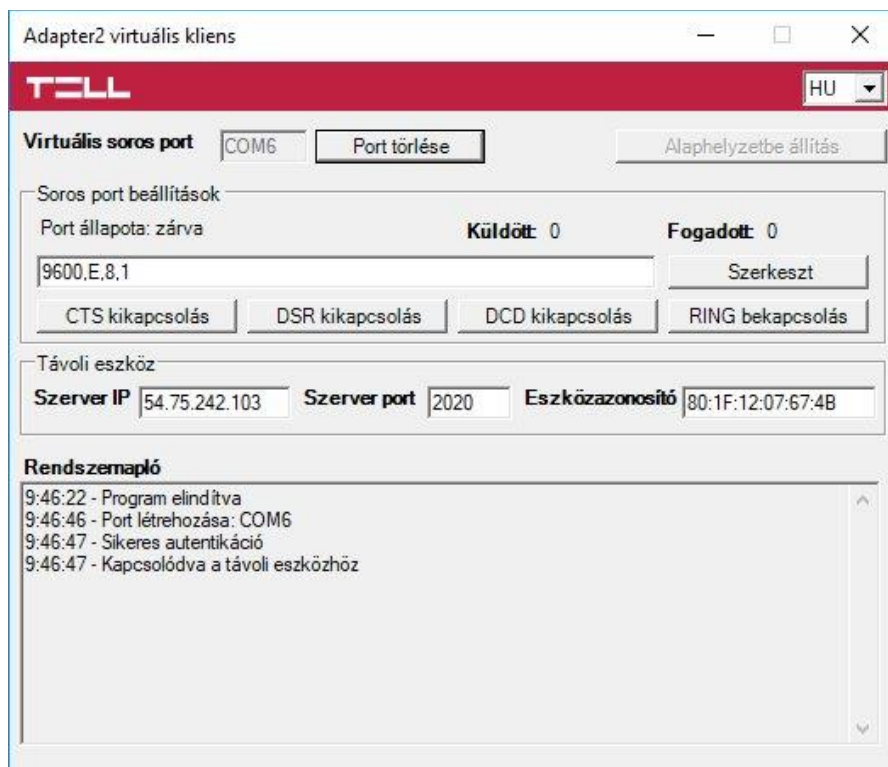 Adapter2 virtuális kliens
TELL HU
Virtuális soros port COM6 Port törlése Alaphelyzetbe állítás
Soros port beállítások
Port állapota: zárva Küldött: 0 Fogadott: 0
9600,E,8,1 Szerkeszt
CTS kikapcsolás DSR kikapcsolás DCD kikapcsolás RING bekapcsolás
Távoli eszköz
Szerver IP 54.75.242.103 Szerver port 2020 Eszközazonosító 80:1F:12:07:67:4B
Rendszernapló
9:46:22 - Program elindítva
9:46:46 - Port létrehozása: COM6
9:46:47 - Sikeres autentikáció
9:46:47 - Kapcsolódva a távoli eszközhöz